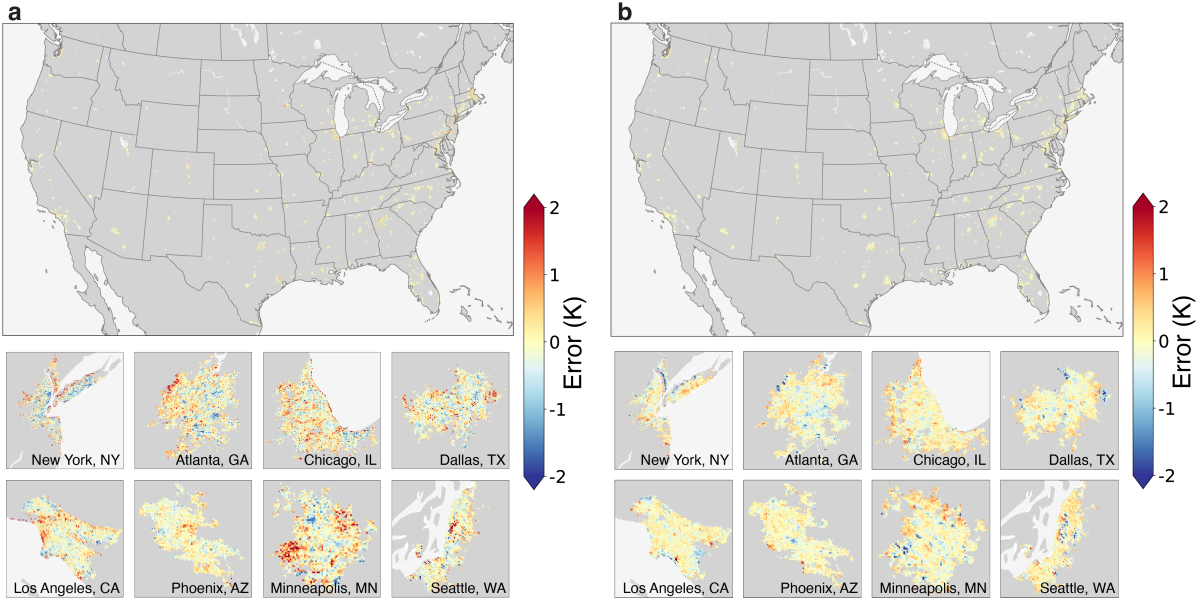 a
2
1
0
-1
-2
Error (K)
New York, NY
Atlanta, GA
Chicago, IL
Dallas, TX
Los Angeles, CA
Phoenix, AZ
Minneapolis, MN
Seattle, WA
b
2
1
0
-1
-2
Error (K)
New York, NY
Atlanta, GA
Chicago, IL
Dallas, TX
Los Angeles, CA
Phoenix, AZ
Minneapolis, MN
Seattle, WA